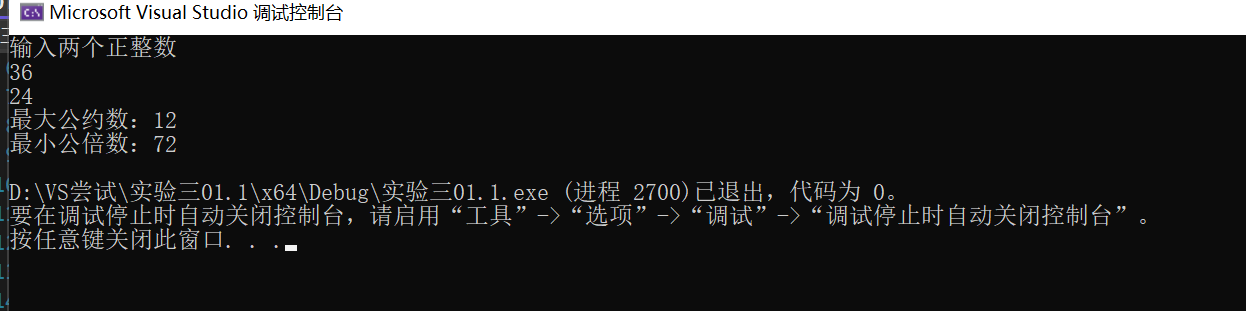 Microsoft Visual Studio 调试控制台
输入两个正整数
36
24
最大公约数：12
最小公倍数：72
D:\VS尝试\实验三01.1\x64\Debug\实验三01.1.exe (进程 2700)已退出，代码为 0。
要在调试停止时自动关闭控制台，请启用“工具”->“选项”->“调试”->“调试停止时自动关闭控制台”。
按任意键关闭此窗口. . .